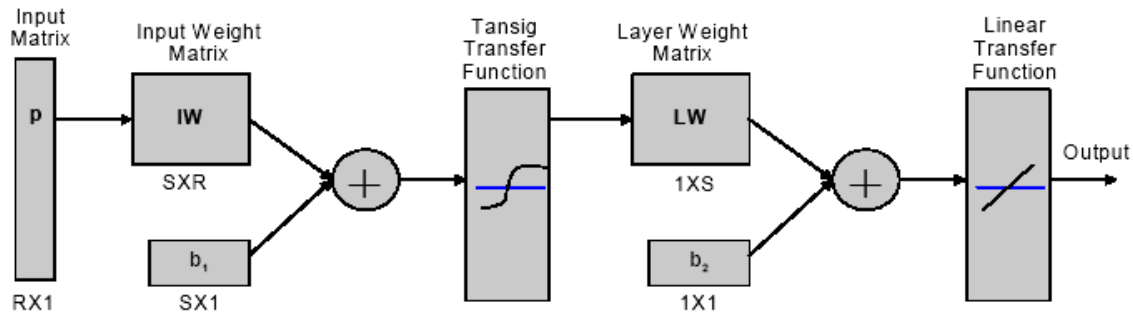 Input
Matrix
Input Weight
Matrix
Tansig
Transfer
Function
Layer Weight
Matrix
Linear
Transfer
Function
p
IW
LW
Output
SXR
1XS
b₁
b₂
RX1
SX1
1X1